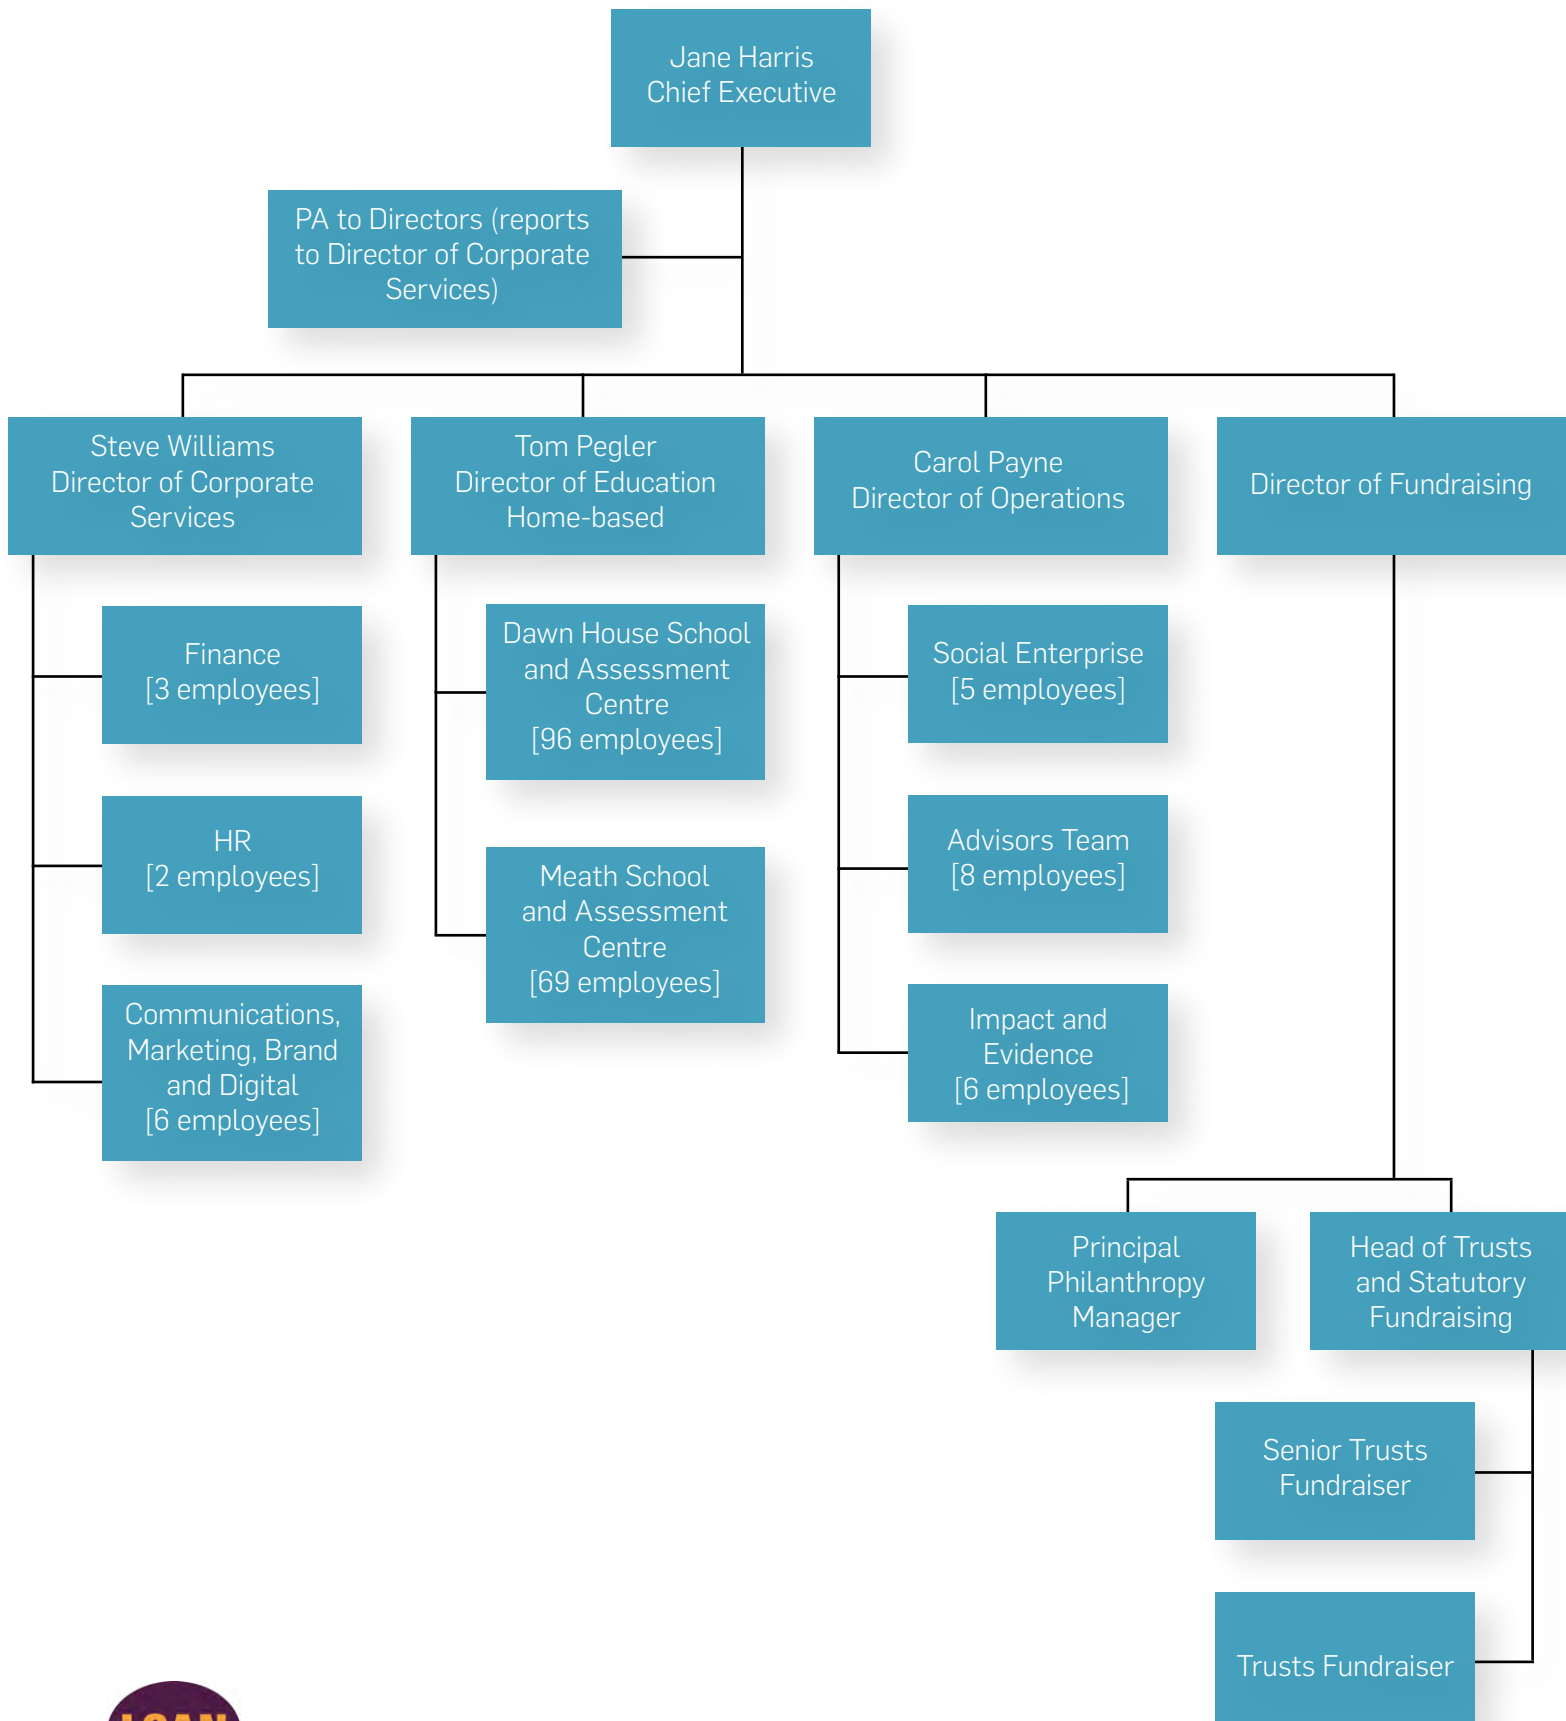 Jane Harris
Chief Executive
PA to Directors (reports
to Director of Corporate
Services)
Steve Williams
Director of Corporate
Services
Tom Pegler
Director of Education
Home-based
Carol Payne
Director of Operations
Director of Fundraising
Finance
[3 employees]
HR
[2 employees]
Communications,
Marketing, Brand
and Digital
[6 employees]
Dawn House School
and Assessment
Centre
[96 employees]
Meath School
and Assessment
Centre
[69 employees]
Social Enterprise
[5 employees]
Advisors Team
[8 employees]
Impact and
Evidence
[6 employees]
Principal
Philanthropy
Manager
Head of Trusts
and Statutory
Fundraising
Senior Trusts
Fundraiser
Trusts Fundraiser
I CAN